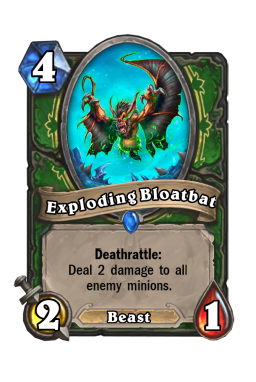 4
Exploding Bloatbat
Deathrattle:
Deal 2 damage to all
enemy minions.
2
Beast
1